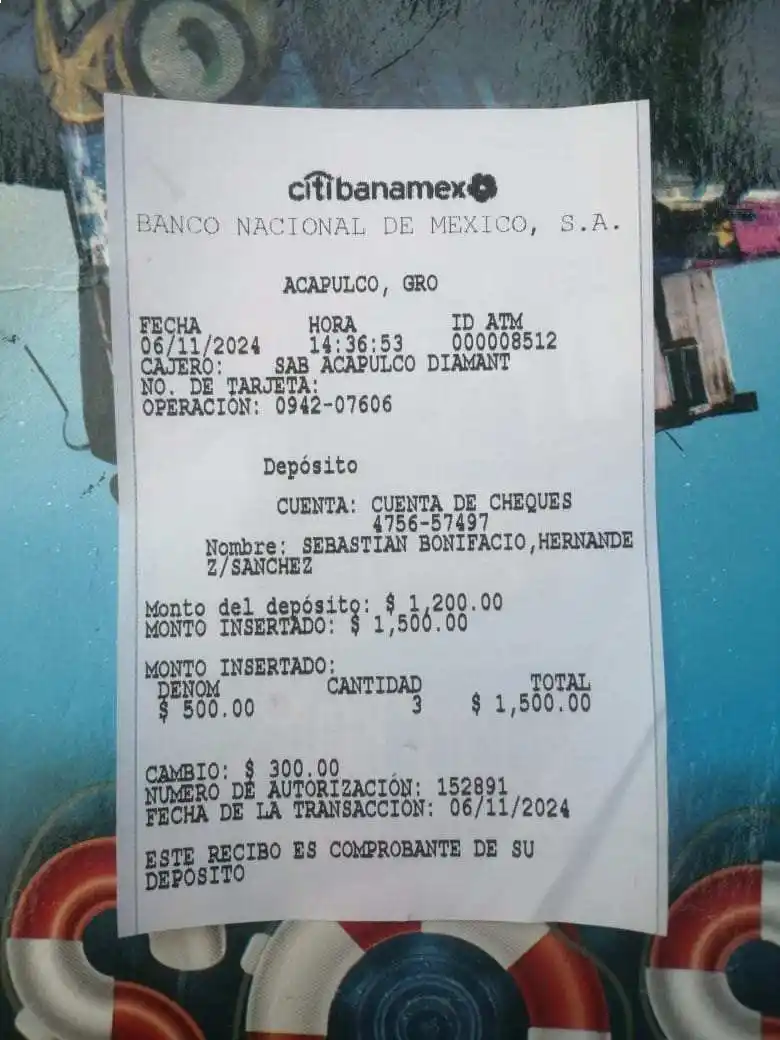 citibanamex
BANCO NACIONAL DE MEXICO, S.A.
ACAPULCO, GRO
FECHA HORA ID ATM
06/11/2024 14:36:53 000008512
CAJERO: SAB ACAPULCO DIAMANT
NO. DE TARJETA:
OPERACIÓN: 0942-07606
Depósito
CUENTA: CUENTA DE CHEQUES
4756-57497
Nombre: SEBASTIAN BONIFACIO,HERNANDE
Z/SANCHEZ
Monto del depósito: $ 1,200.00
MONTO INSERTADO: $ 1,500.00
MONTO INSERTADO:
DENOM CANTIDAD TOTAL
$ 500.00 3 $ 1,500.00
CAMBIO: $ 300.00
NUMERO DE AUTORIZACIÓN: 152891
FECHA DE LA TRANSACCIÓN: 06/11/2024
ESTE RECIBO ES COMPROBANTE DE SU
DEPÓSITO